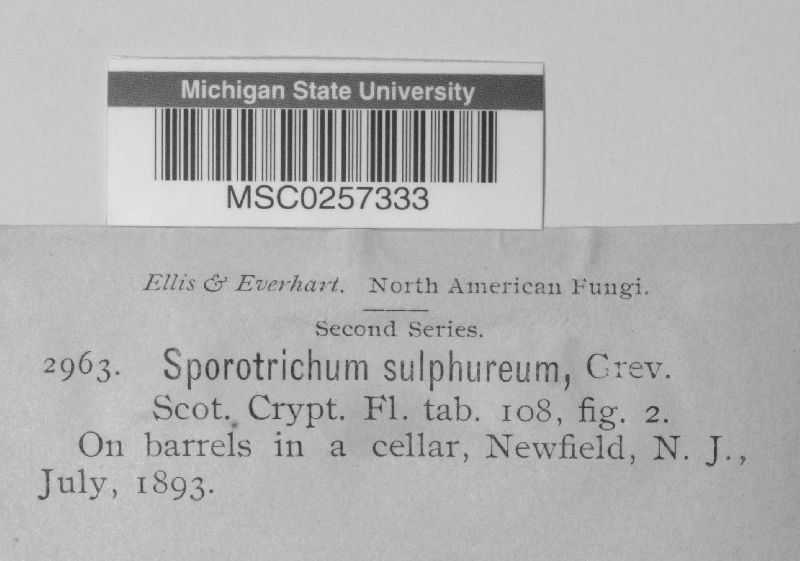 Michigan State University
MSC0257333
Ellis & Everhart. North American Fungi.
Second Series.
2963. Sporotrichum sulphureum, Grev.
Scot. Crypt. Fl. tab. 108, fig. 2.
On barrels in a cellar, Newfield, N. J.,
July, 1893.